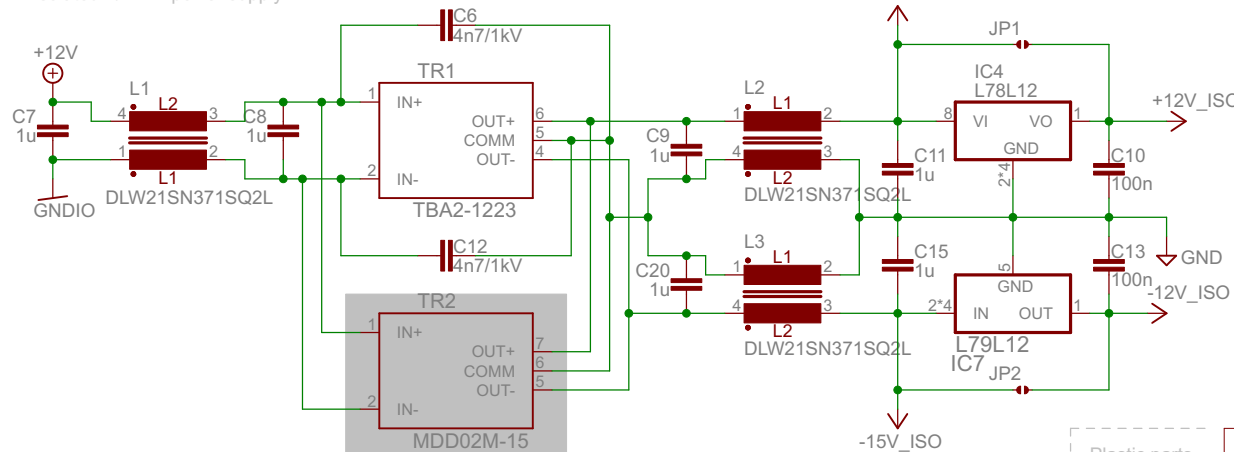 power supply
C6
4n7/1kV
+12V
C7
1u
L1
4
L2
3
1
L1
2
DLW21SN371SQ2L
GNDIO
C8
1u
TR1
1
IN+
2
IN-
OUT+
6
COMM
5
OUT-
4
TBA2-1223
C12
4n7/1kV
TR2
1
IN+
2
IN-
OUT+
7
COMM
6
OUT-
5
MDD02M-15
C9
1u
L2
1
L1
2
4
L2
3
DLW21SN371SQ2L
C20
1u
L3
1
L1
2
4
L2
3
DLW21SN371SQ2L
JP1
IC4
L78L12
8
VI
VO
1
GND
2*4
+12V_ISO
C11
1u
C10
100n
C15
1u
C13
100n
GND
5
GND
2*4
IN
OUT
1
L79L12
IC7
-12V_ISO
JP2
-15V_ISO
Plastic parts